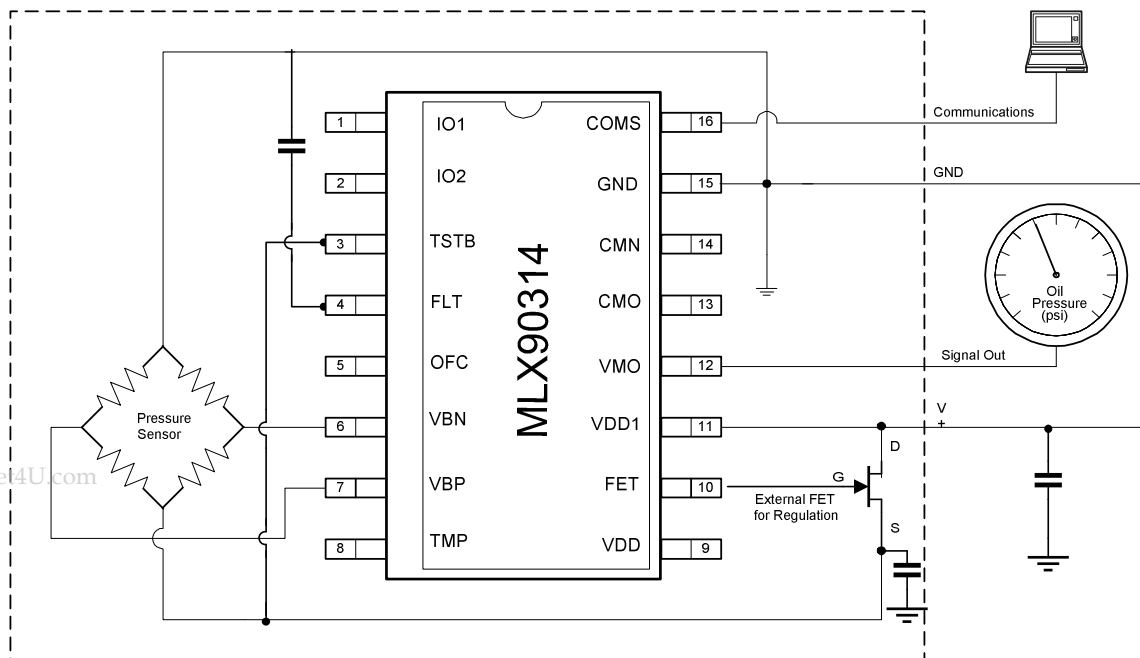 Communications
1 IO1 COMS 16
2 IO2 GND 15
GND
3 TSTB CMN 14
4 FLT CMO 13
MLX90314
Oil
Pressure
(psi)
5 OFC VMO 12
Signal Out
Pressure
Sensor
6 VBN VDD1 11
V
+
D
et4U.com
7 VBP FET 10
G
External FET
for Regulation
S
8 TMP VDD 9